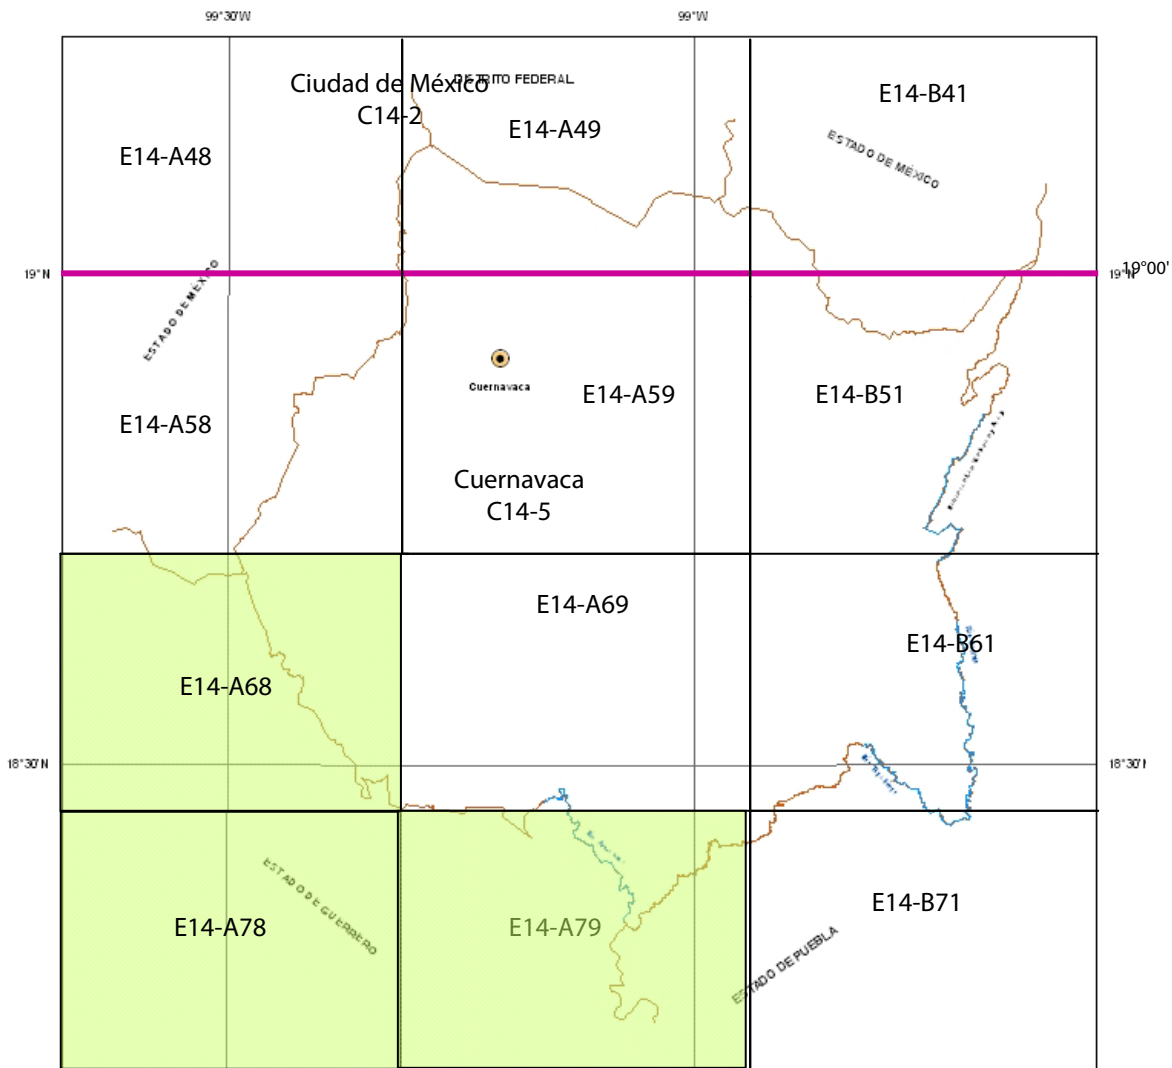 99°30'W
99°W
Ciudad de México
C14-2
DISTRITO FEDERAL
E14-A49
E14-B41
E14-A48
ESTADO DE MÉXICO
19°N
ESTADO DE MÉXICO
19°N
19°00'
Cuernavaca
E14-A59
E14-B51
E14-A58
Cuernavaca
C14-5
E14-A69
E14-B61
E14-A68
18°30'N
18°30'N
ESTADO DE GUERRERO
E14-A78
E14-A79
E14-B71
ESTADO DE PUEBLA